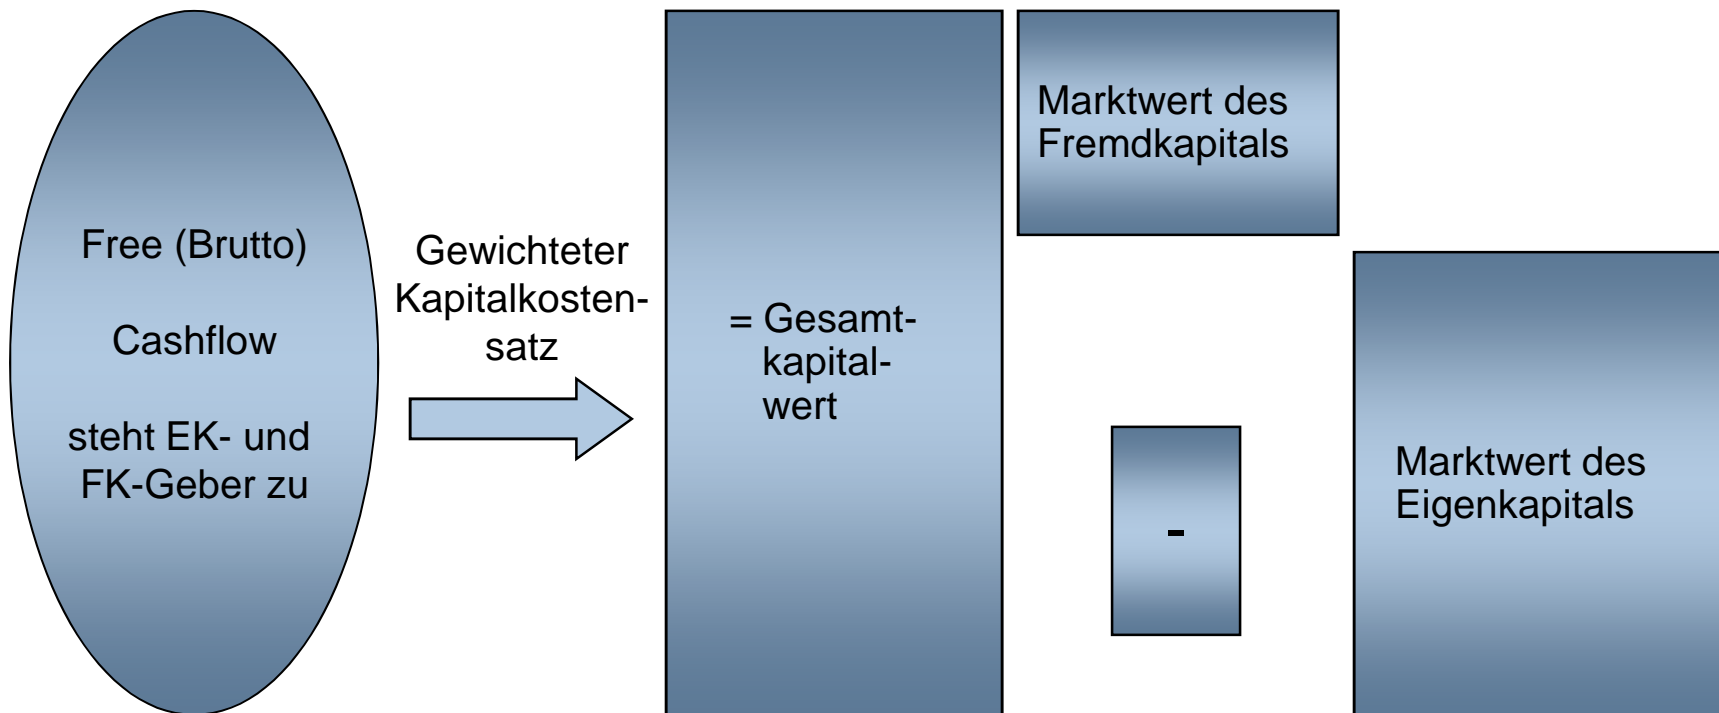 Free (Brutto)
Cashflow
steht EK- und
FK-Geber zu
Gewichteter
Kapitalkosten-
satz
= Gesamt-
kapital-
wert
Marktwert des
Fremdkapitals
-
Marktwert des
Eigenkapitals